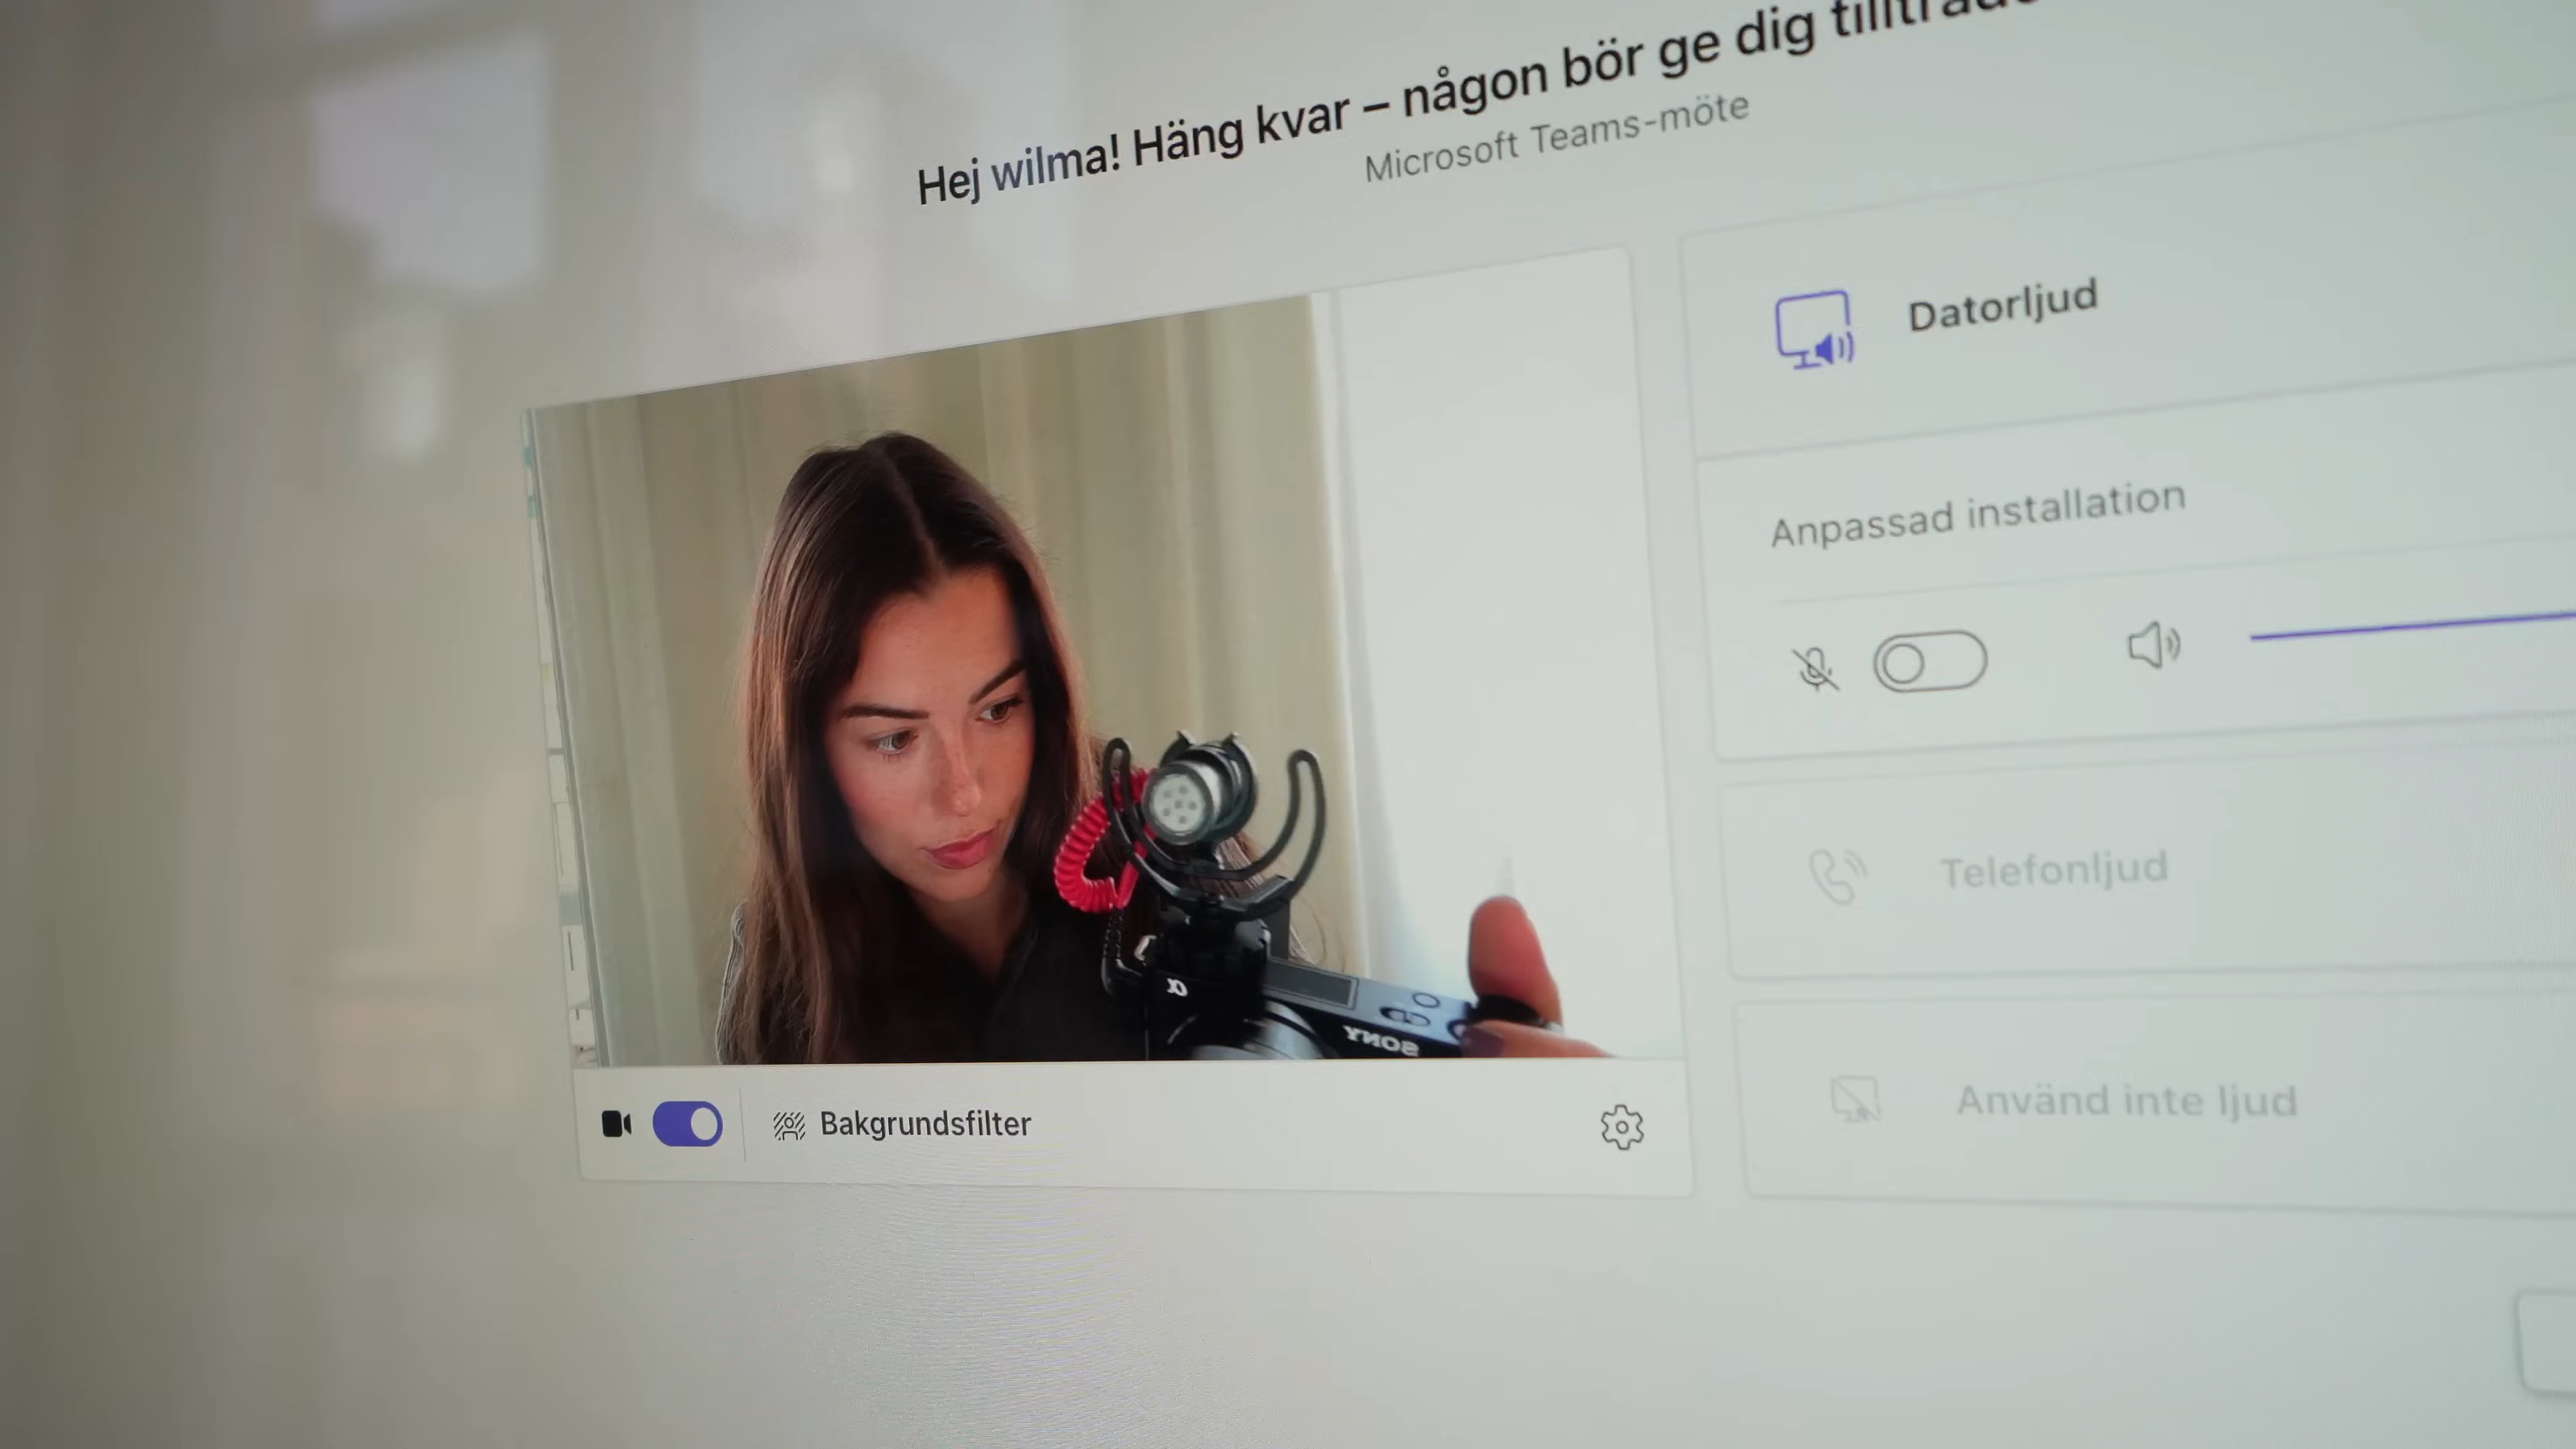 Hej wilma! Häng kvar – någon bör ge dig
Microsoft Teams-möte
Datorljud
Anpassad installation
SONY
Bakgrundsfilter
Telefonljud
Använd inte ljud